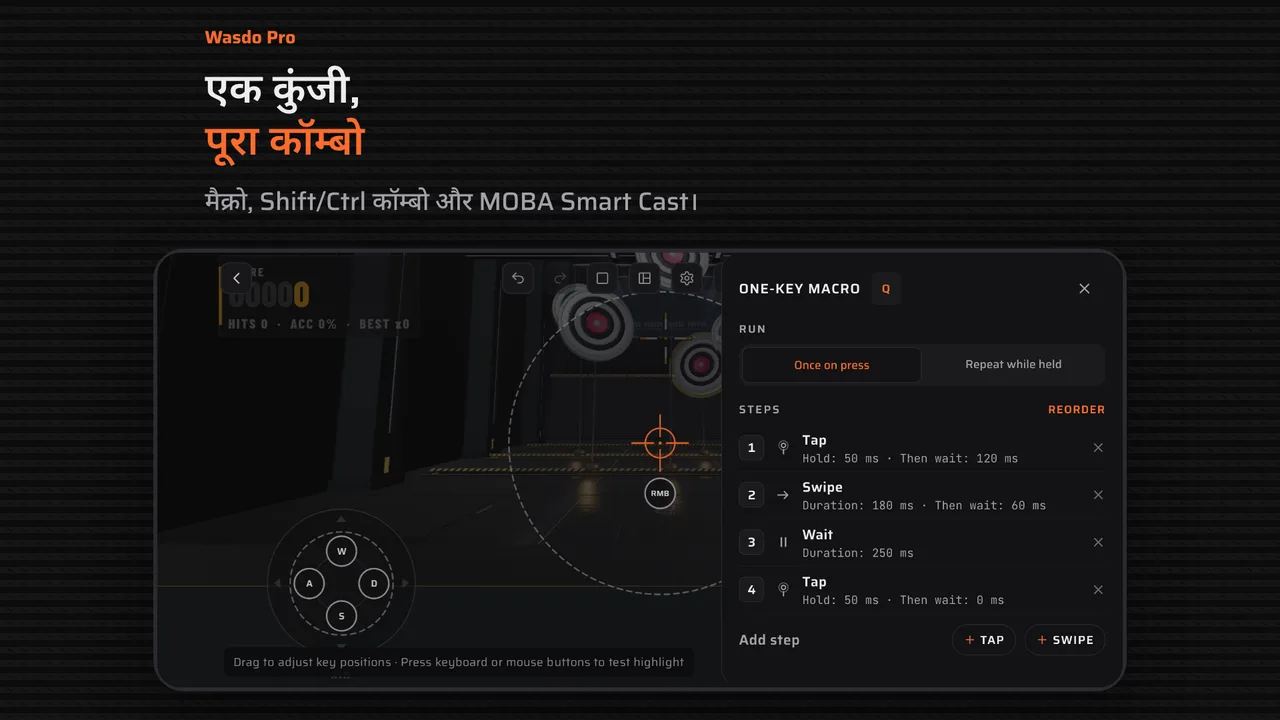 Wasdo Pro
एक कुंजी,
पूरा कॉम्बो
मैक्रो, Shift/Ctrl कॉम्बो और MOBA Smart Cast।
HITS 0 · ACC 0% · BEST x0
W
A
D
S
RMB
Drag to adjust key positions · Press keyboard or mouse buttons to test highlight
ONE-KEY MACRO Q
RUN
Once on press Repeat while held
STEPS REORDER
1 Tap
Hold: 50 ms · Then wait: 120 ms
2 Swipe
Duration: 180 ms · Then wait: 60 ms
3 Wait
Duration: 250 ms
4 Tap
Hold: 50 ms · Then wait: 0 ms
Add step + TAP + SWIPE